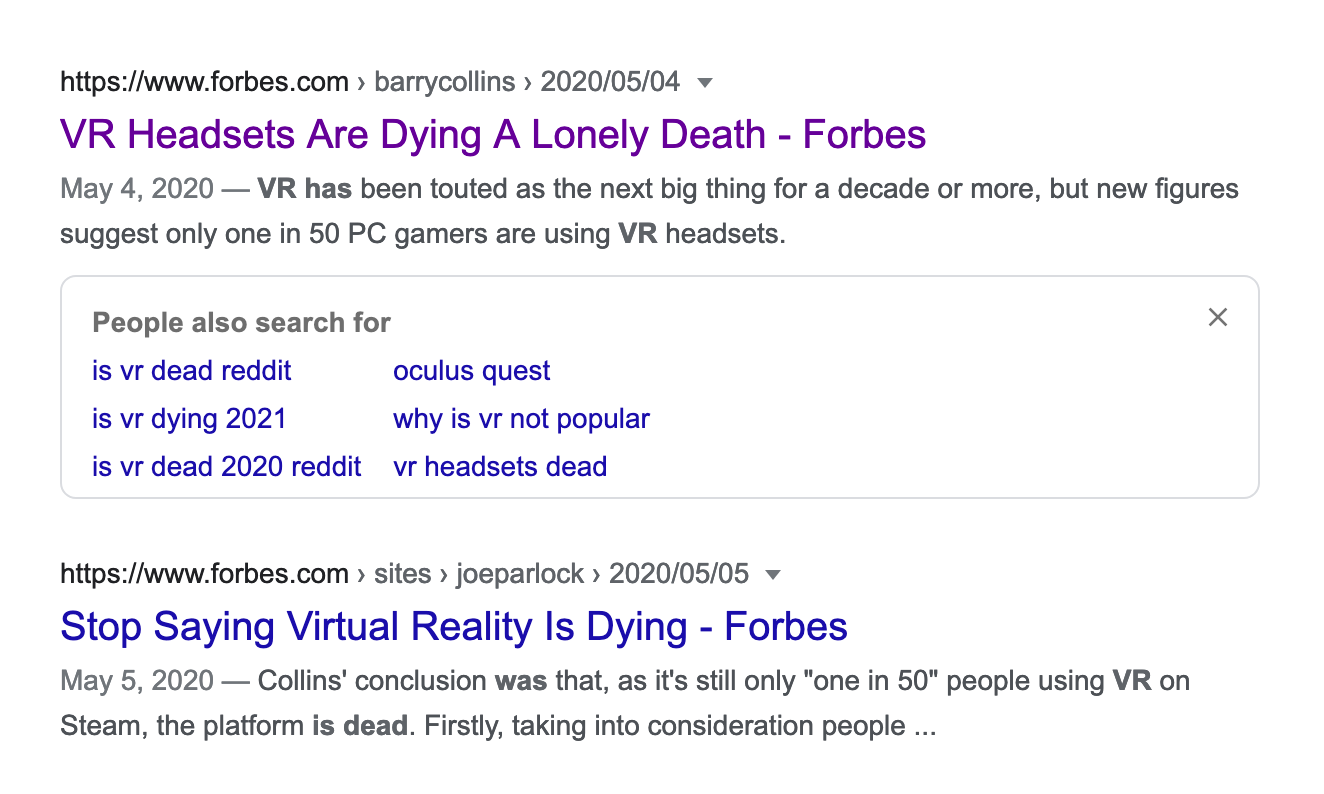 https://www.forbes.com › barrycollins › 2020/05/04
VR Headsets Are Dying A Lonely Death - Forbes
May 4, 2020 — VR has been touted as the next big thing for a decade or more, but new figures
suggest only one in 50 PC gamers are using VR headsets.
People also search for
is vr dead reddit oculus quest
is vr dying 2021 why is vr not popular
is vr dead 2020 reddit vr headsets dead
https://www.forbes.com › sites › joeparlock › 2020/05/05
Stop Saying Virtual Reality Is Dying - Forbes
May 5, 2020 — Collins' conclusion was that, as it's still only "one in 50" people using VR on
Steam, the platform is dead. Firstly, taking into consideration people ...